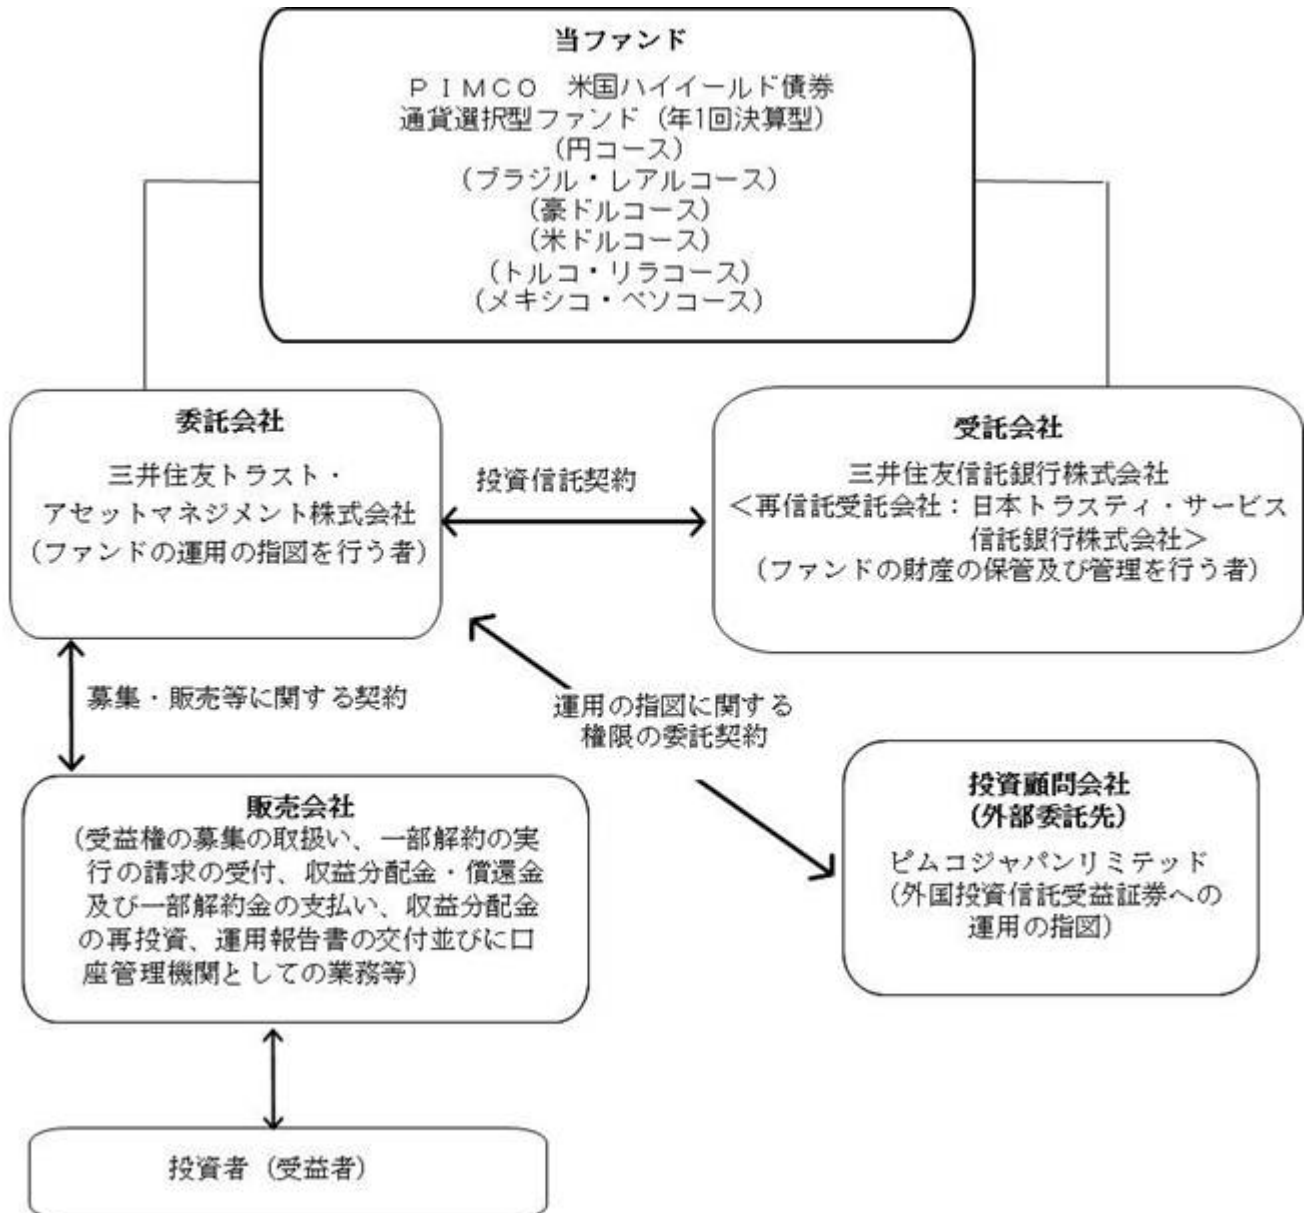 当ファンド
ＰＩＭＣＯ　米国ハイイールド債券
通貨選択型ファンド（年1回決算型）
（円コース）
（ブラジル・レアルコース）
（豪ドルコース）
（米ドルコース）
（トルコ・リラコース）
（メキシコ・ペソコース）
委託会社
三井住友トラスト・
アセットマネジメント株式会社
（ファンドの運用の指図を行う者）
投資信託契約
受託会社
三井住友信託銀行株式会社
＜再信託受託会社：日本トラスティ・サービス
信託銀行株式会社＞
（ファンドの財産の保管及び管理を行う者）
募集・販売等に関する契約
運用の指図に関する
権限の委託契約
販売会社
（受益権の募集の取扱い、一部解約の実
行の請求の受付、収益分配金・償還金
及び一部解約金の支払い、収益分配金
の再投資、運用報告書の交付並びに口
座管理機関としての業務等）
投資顧問会社
（外部委託先）
ピムコジャパンリミテッド
（外国投資信託受益証券への
運用の指図）
投資者（受益者）